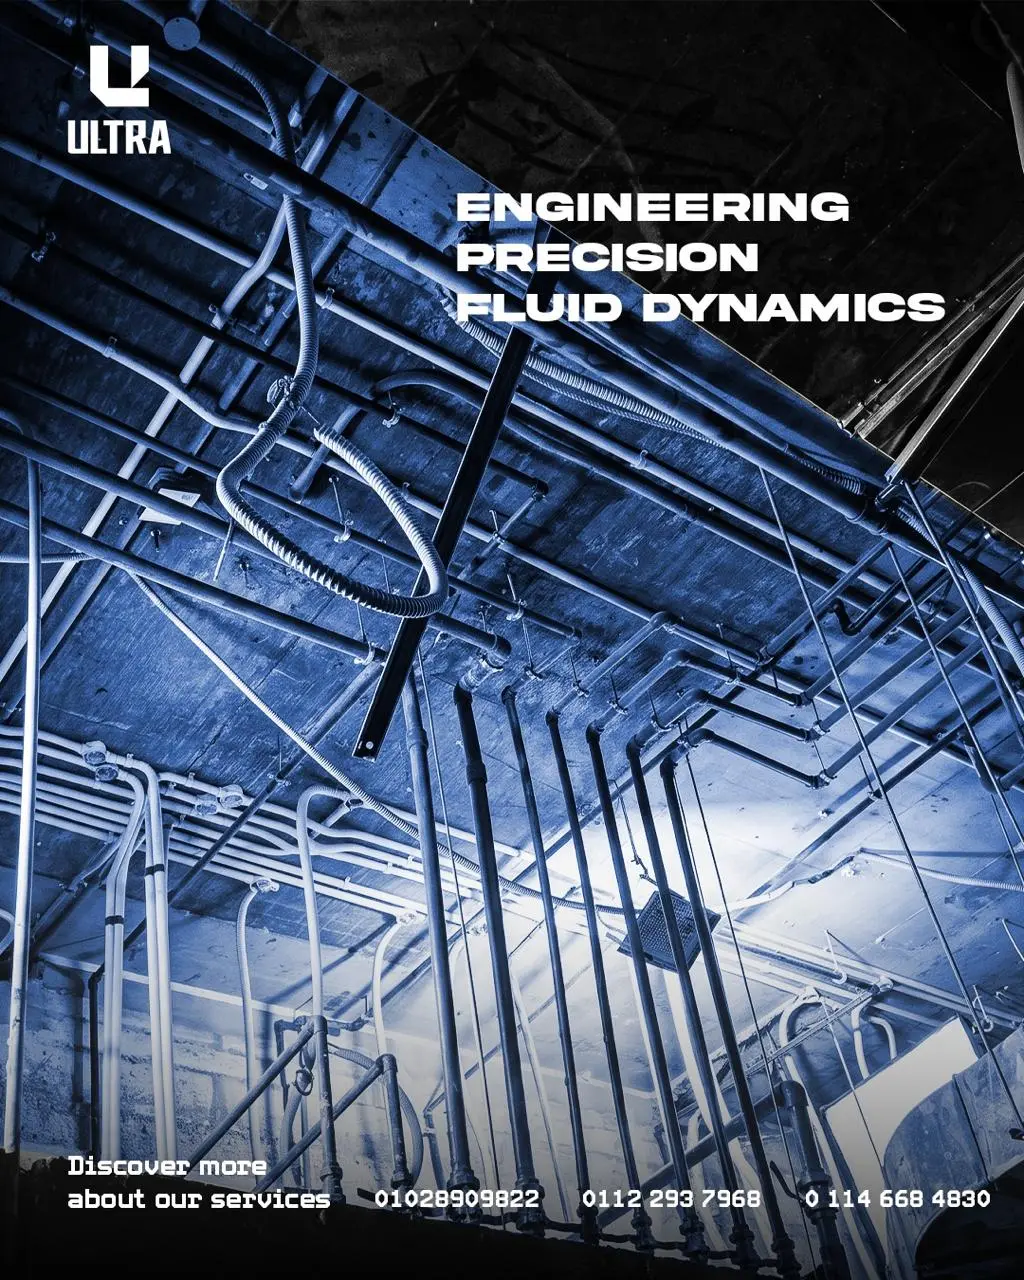 ULTRA
ENGINEERING
PRECISION
FLUID DYNAMICS
Discover more
about our services
01028909822
0112 293 7968
0 114 668 4830